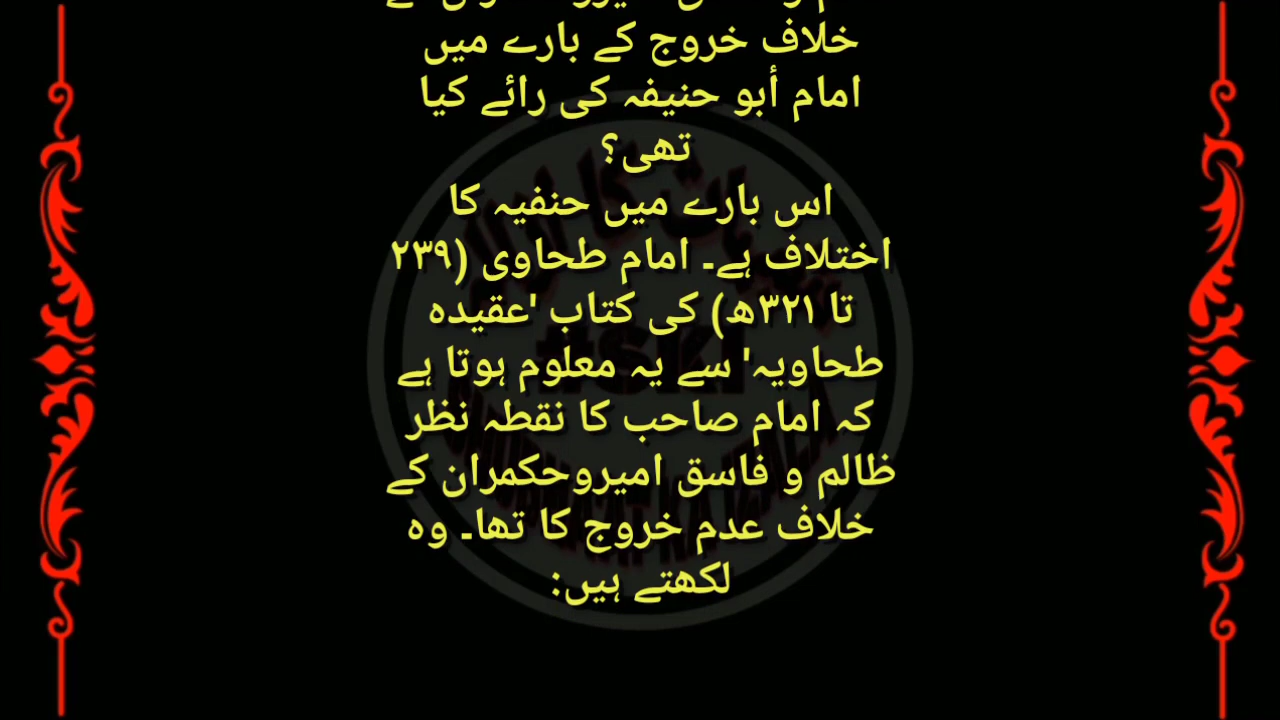 خلاف خروج کے بارے میں
امام أبو حنیفہ کی رائے کیا
تھی؟
اس بارے میں حنفیہ کا
اختلاف ہے۔ امام طحاوی (۲۳۹
تا ۳۲۱ھ) کی کتاب 'عقیدہ
طحاویہ' سے یہ معلوم ہوتا ہے
کہ امام صاحب کا نقطہ نظر
ظالم و فاسق امیروحکمران کے
خلاف عدم خروج کا تھا۔ وہ
لکھتے ہیں: